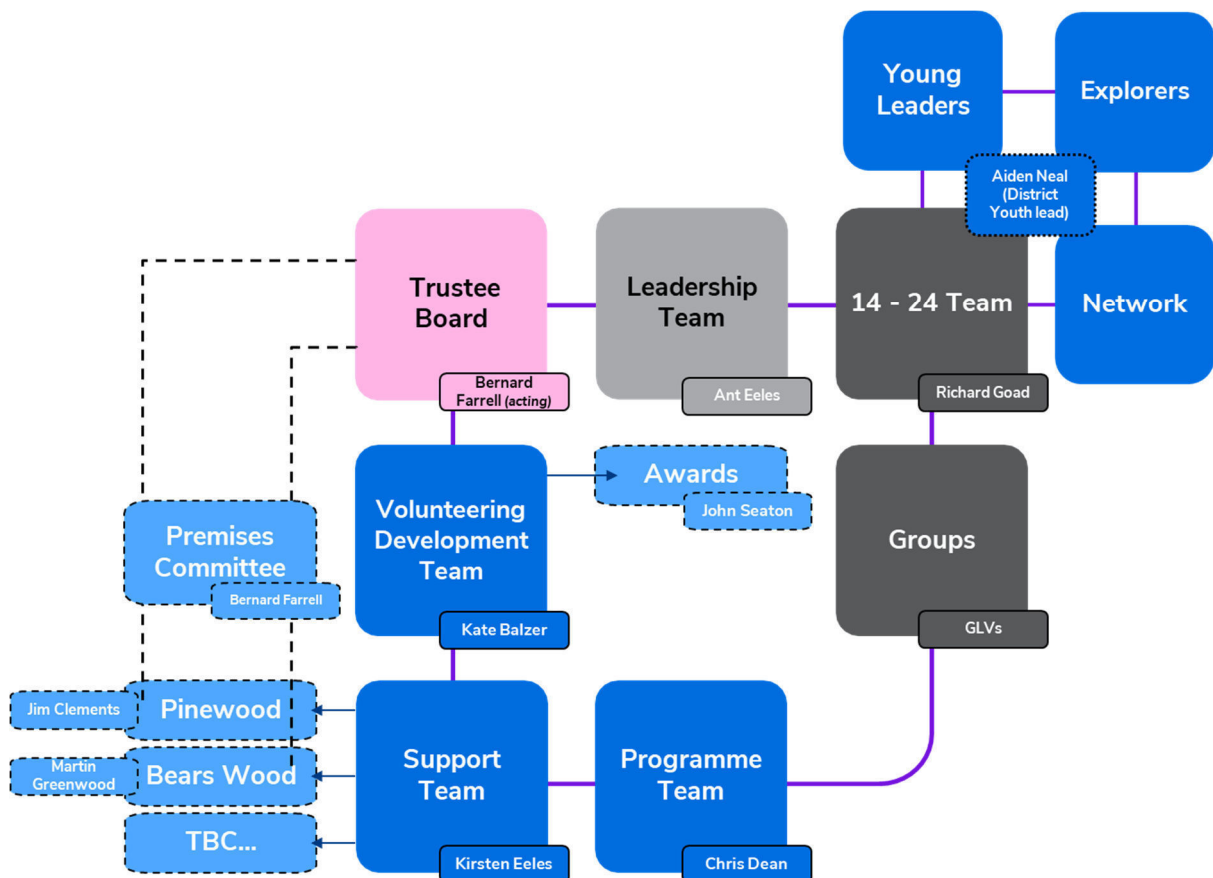 Young
Leaders
Explorers
Aiden Neal
(District
Youth lead)
Trustee
Board
Leadership
Team
14 - 24 Team
Network
Bernard
Farrell (acting)
Ant Eeles
Richard Goad
Volunteering
Development
Team
Awards
John Seaton
Groups
Premises
Committee
Bernard Farrell
Kate Balzer
GLVs
Jim Clements
Pinewood
Martin
Greenwood
Bears Wood
TBC...
Support
Team
Programme
Team
Kirsten Eeles
Chris Dean